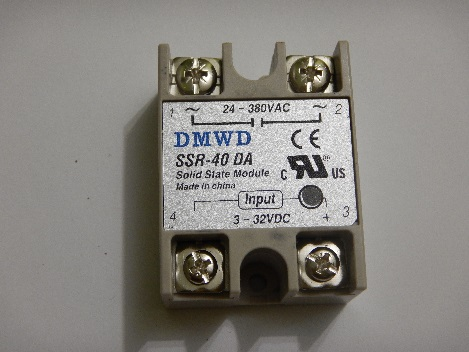 24 - 380VAC
1 ~ ~ 2
DMWD CE
SSR-40 DA
Solid State Module C RU ® US
Made in china
Input
4 - + 3
3 - 32VDC